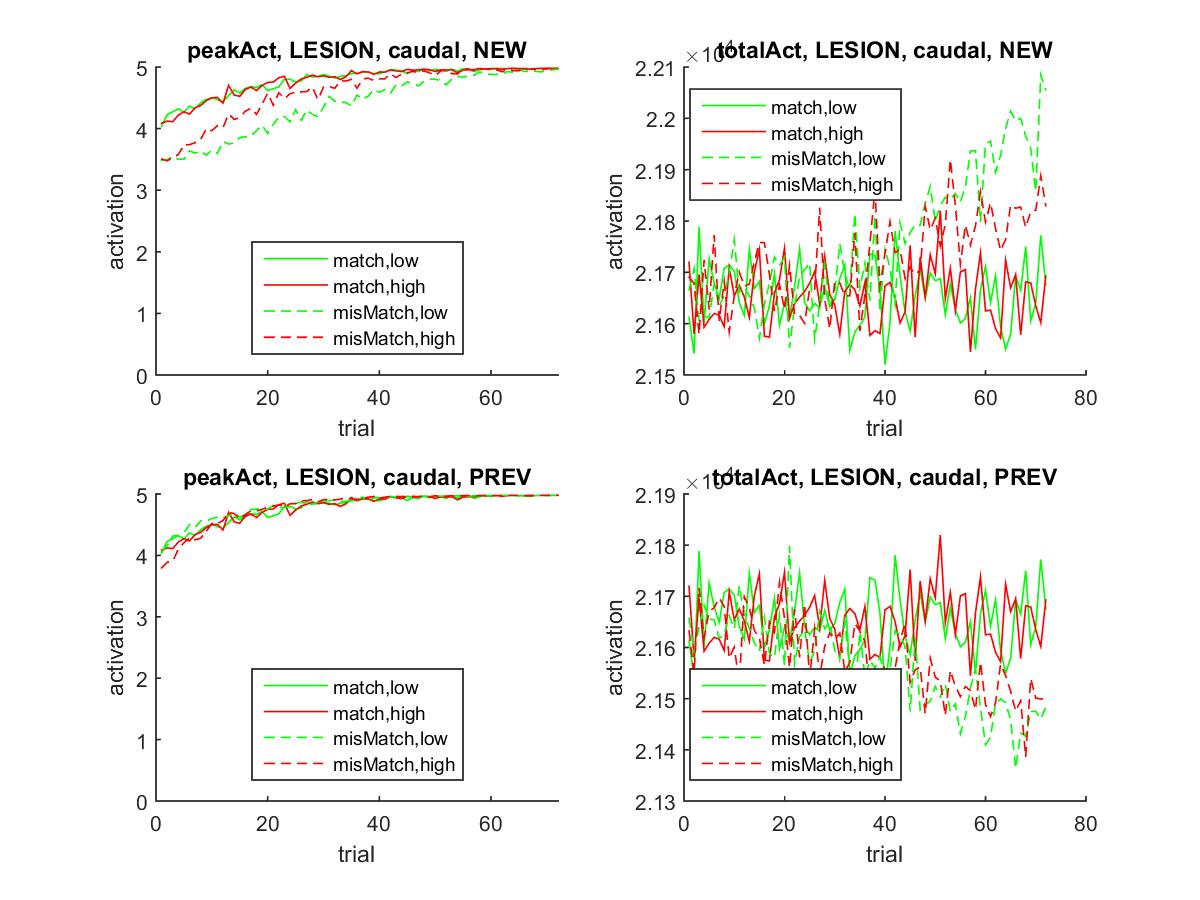 peakAct, LESION, caudal, NEW
5
4
3
2
1
0
activation
match,low
match,high
misMatch,low
misMatch,high
0 20 40 60
trial
totalAct, LESION, caudal, NEW
2.21
2.2
2.19
2.18
2.17
2.16
2.15
activation
match,low
match,high
misMatch,low
misMatch,high
0 20 40 60 80
trial
peakAct, LESION, caudal, PREV
5
4
3
2
1
0
activation
match,low
match,high
misMatch,low
misMatch,high
0 20 40 60
trial
totalAct, LESION, caudal, PREV
2.19
2.18
2.17
2.16
2.15
2.14
2.13
activation
match,low
match,high
misMatch,low
misMatch,high
0 20 40 60 80
trial